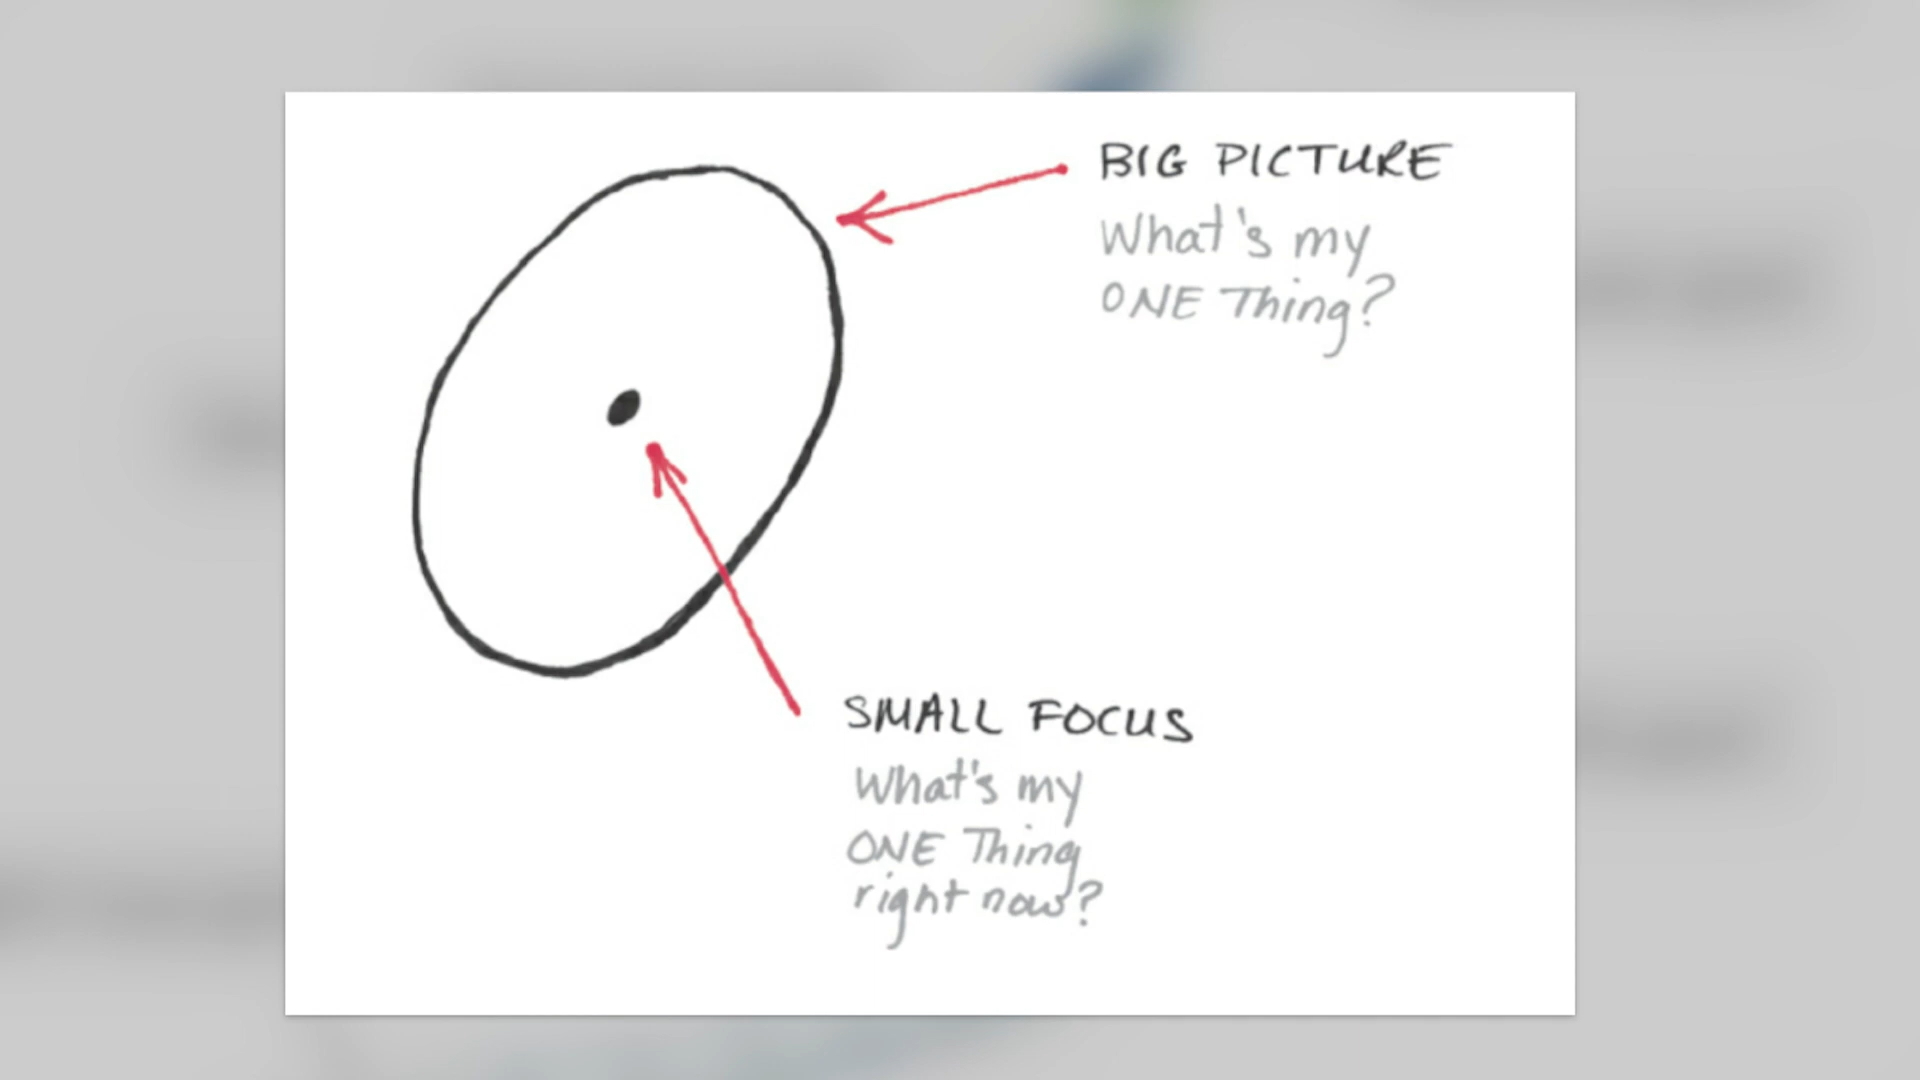 BIG PICTURE
What's my
ONE Thing?
SMALL FOCUS
What's my
ONE Thing
right now?